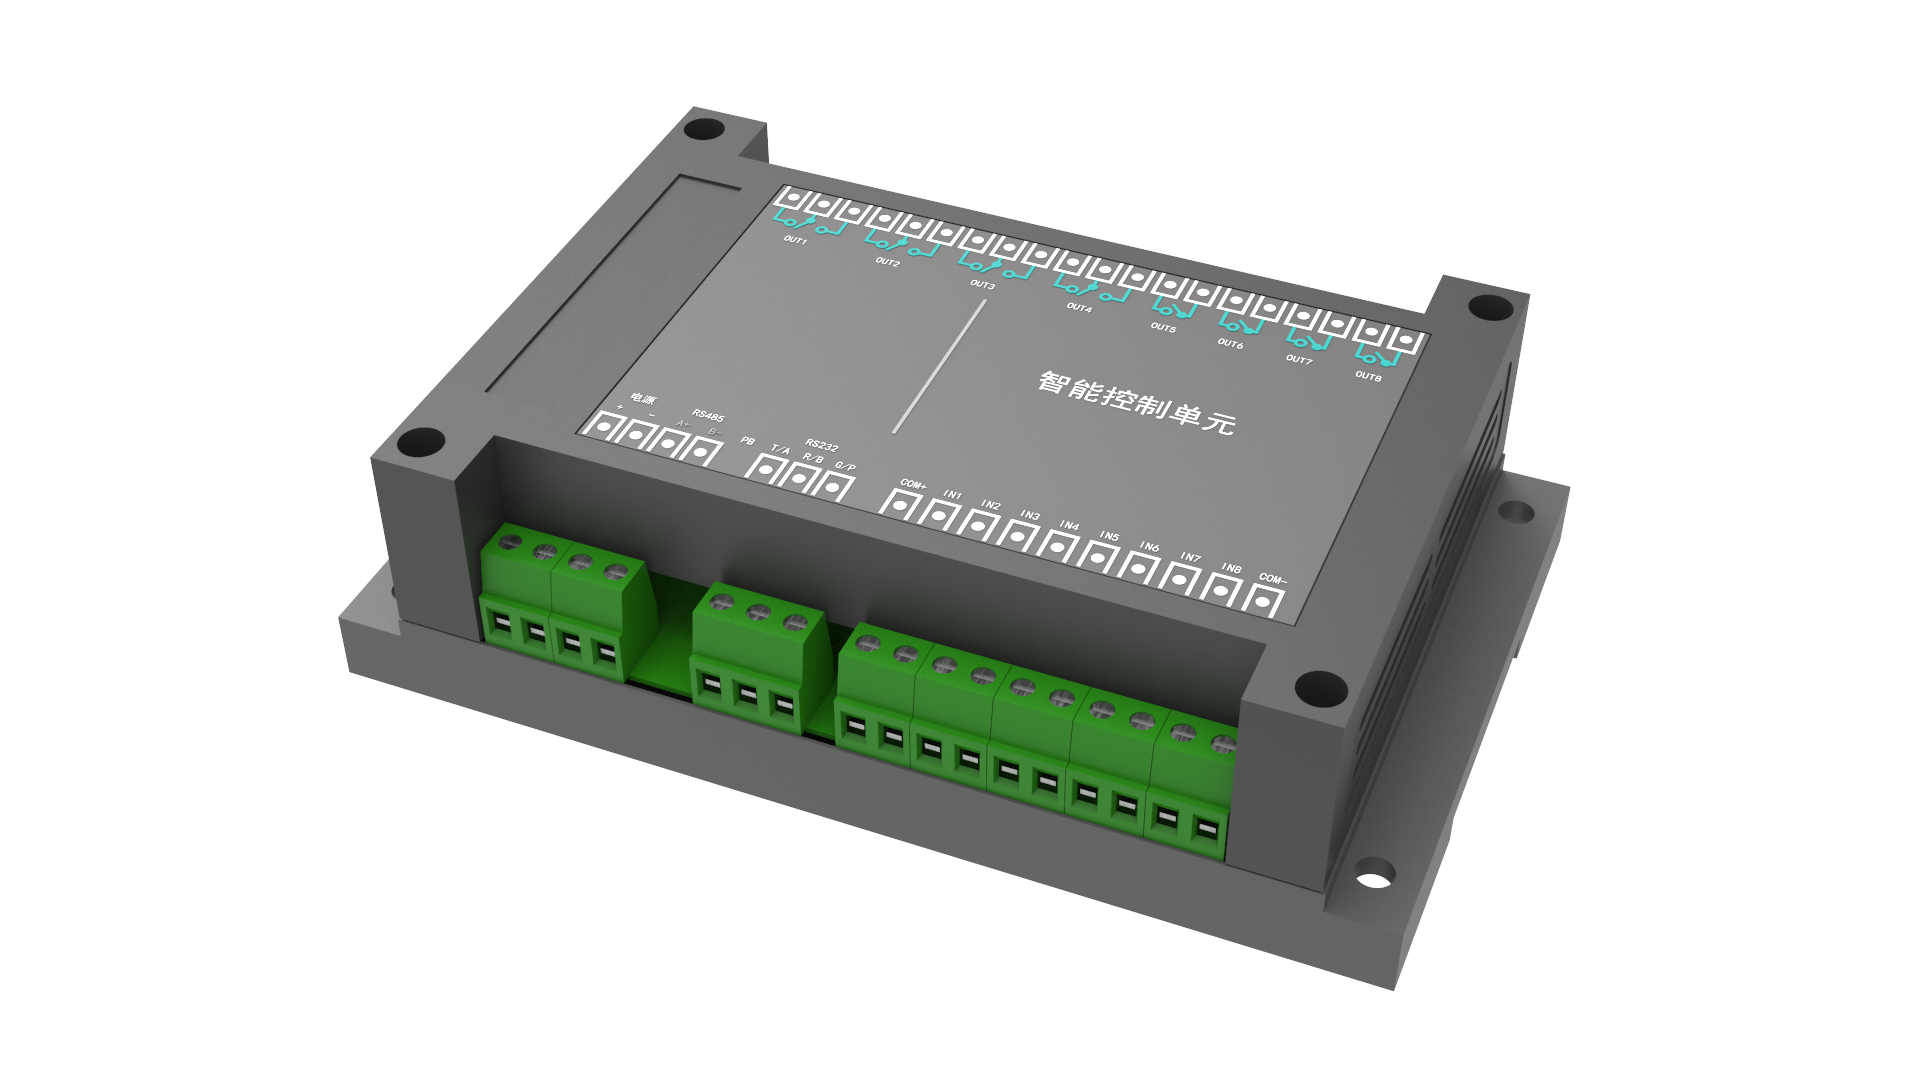 OUT1 OUT2 OUT3 OUT4 OUT5 OUT6 OUT7 OUT8
智能控制单元
电源 RS485 RS232
+ − A+ B− PB T/A R/B G/P
COM+ IN1 IN2 IN3 IN4 IN5 IN6 IN7 IN8 COM−